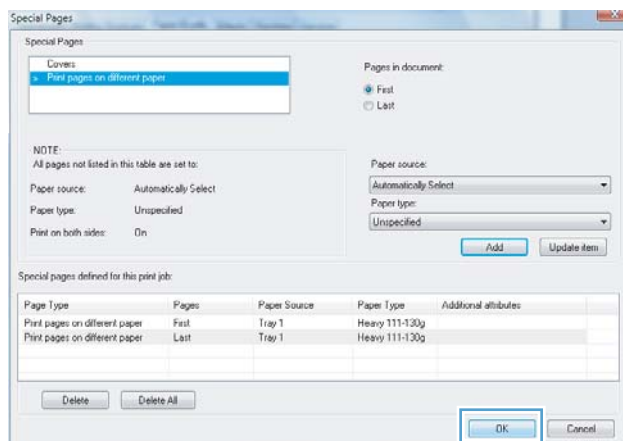 Special Pages
Special Pages
Covers
> Print pages on different paper
Pages in document:
First
Last
NOTE:
All pages not listed in this table are set to:
Paper source: Automatically Select
Paper type: Unspecified
Print on both sides: On
Paper source:
Automatically Select
Paper type:
Unspecified
Add Update item
Special pages defined for this print job:
Page Type Pages Paper Source Paper Type Additional attributes
Print pages on different paper First Tray 1 Heavy 111-130g
Print pages on different paper Last Tray 1 Heavy 111-130g
Delete Delete All
OK Cancel